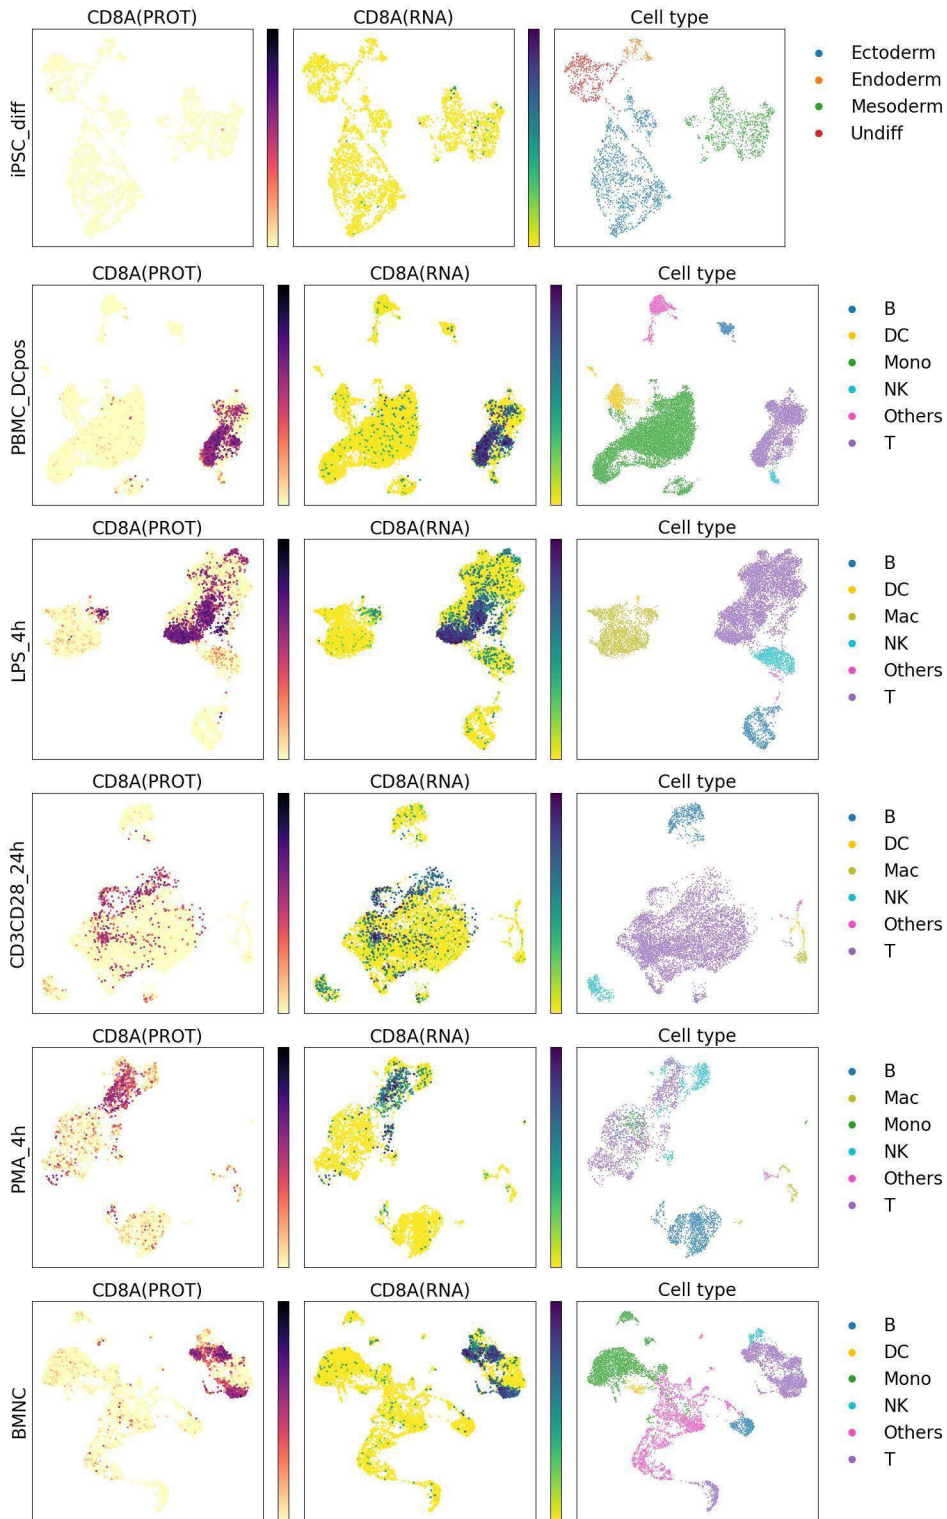 CD8A(PROT)
CD8A(RNA)
Cell type
iPSC_diff
Ectoderm
Endoderm
Mesoderm
Undiff
CD8A(PROT)
CD8A(RNA)
Cell type
PBMC_DCpos
B
DC
Mono
NK
Others
T
CD8A(PROT)
CD8A(RNA)
Cell type
LPS_4h
B
DC
Mac
NK
Others
T
CD8A(PROT)
CD8A(RNA)
Cell type
CD3CD28_24h
B
DC
Mac
NK
Others
T
CD8A(PROT)
CD8A(RNA)
Cell type
PMA_4h
B
Mac
Mono
NK
Others
T
CD8A(PROT)
CD8A(RNA)
Cell type
BMNC
B
DC
Mono
NK
Others
T